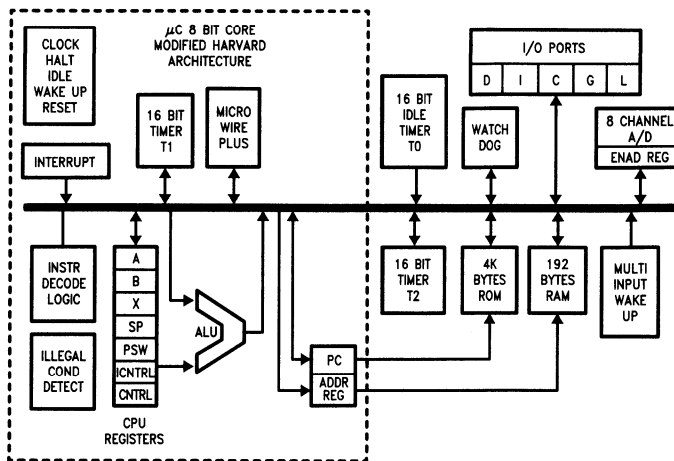 CLOCK
HALT
IDLE
WAKE UP
RESET
μC 8 BIT CORE
MODIFIED HARVARD
ARCHITECTURE
INTERRUPT
16 BIT
TIMER
T1
MICRO
WIRE
PLUS
16 BIT
IDLE
TIMER
T0
WATCH
DOG
I/O PORTS
D I C G L
8 CHANNEL
A/D
ENAD REG
INSTR
DECODE
LOGIC
ILLEGAL
COND
DETECT
A
B
X
SP
PSW
ICNTRL
CNTRL
CPU
REGISTERS
ALU
PC
ADDR
REG
16 BIT
TIMER
T2
4K
BYTES
ROM
192
BYTES
RAM
MULTI
INPUT
WAKE
UP